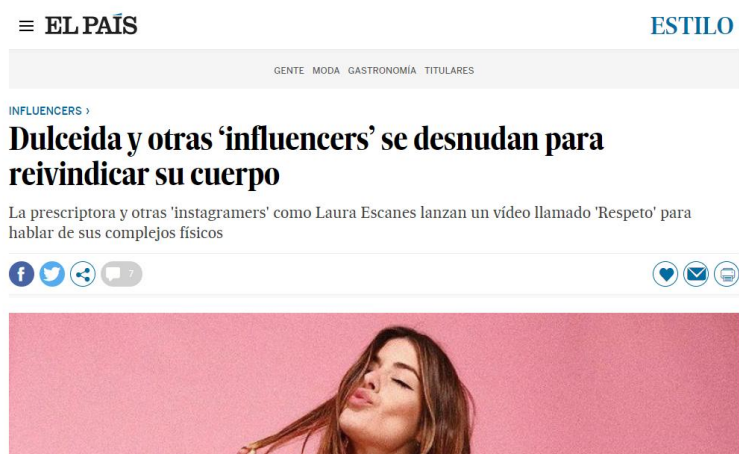 EL PAÍS
ESTILO
GENTE MODA GASTRONOMÍA TITULARES
INFLUENCERS ›
Dulceida y otras ‘influencers’ se desnudan para
reivindicar su cuerpo
La prescriptora y otras 'instagramers' como Laura Escanes lanzan un vídeo llamado 'Respeto' para
hablar de sus complejos físicos
7